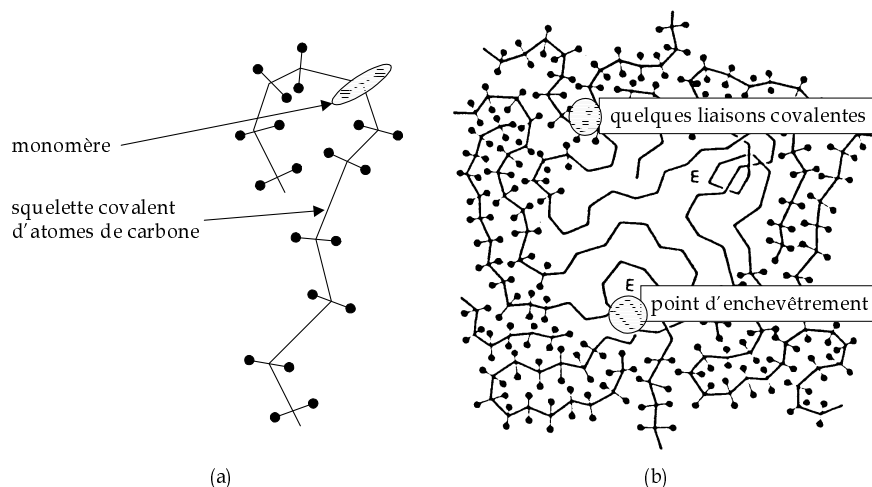 quelques liaisons covalentes
monomère
E
squelette covalent
d'atomes de carbone
E
point d'enchevêtrement
(a)
(b)